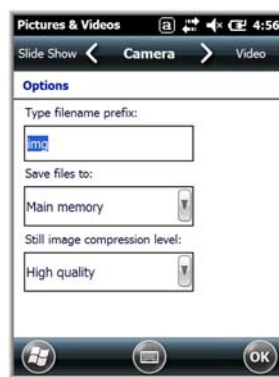 Pictures & Videos a 4:56
Slide Show Camera Video
Options
Type filename prefix:
img
Save files to:
Main memory
Still image compression level:
High quality
OK